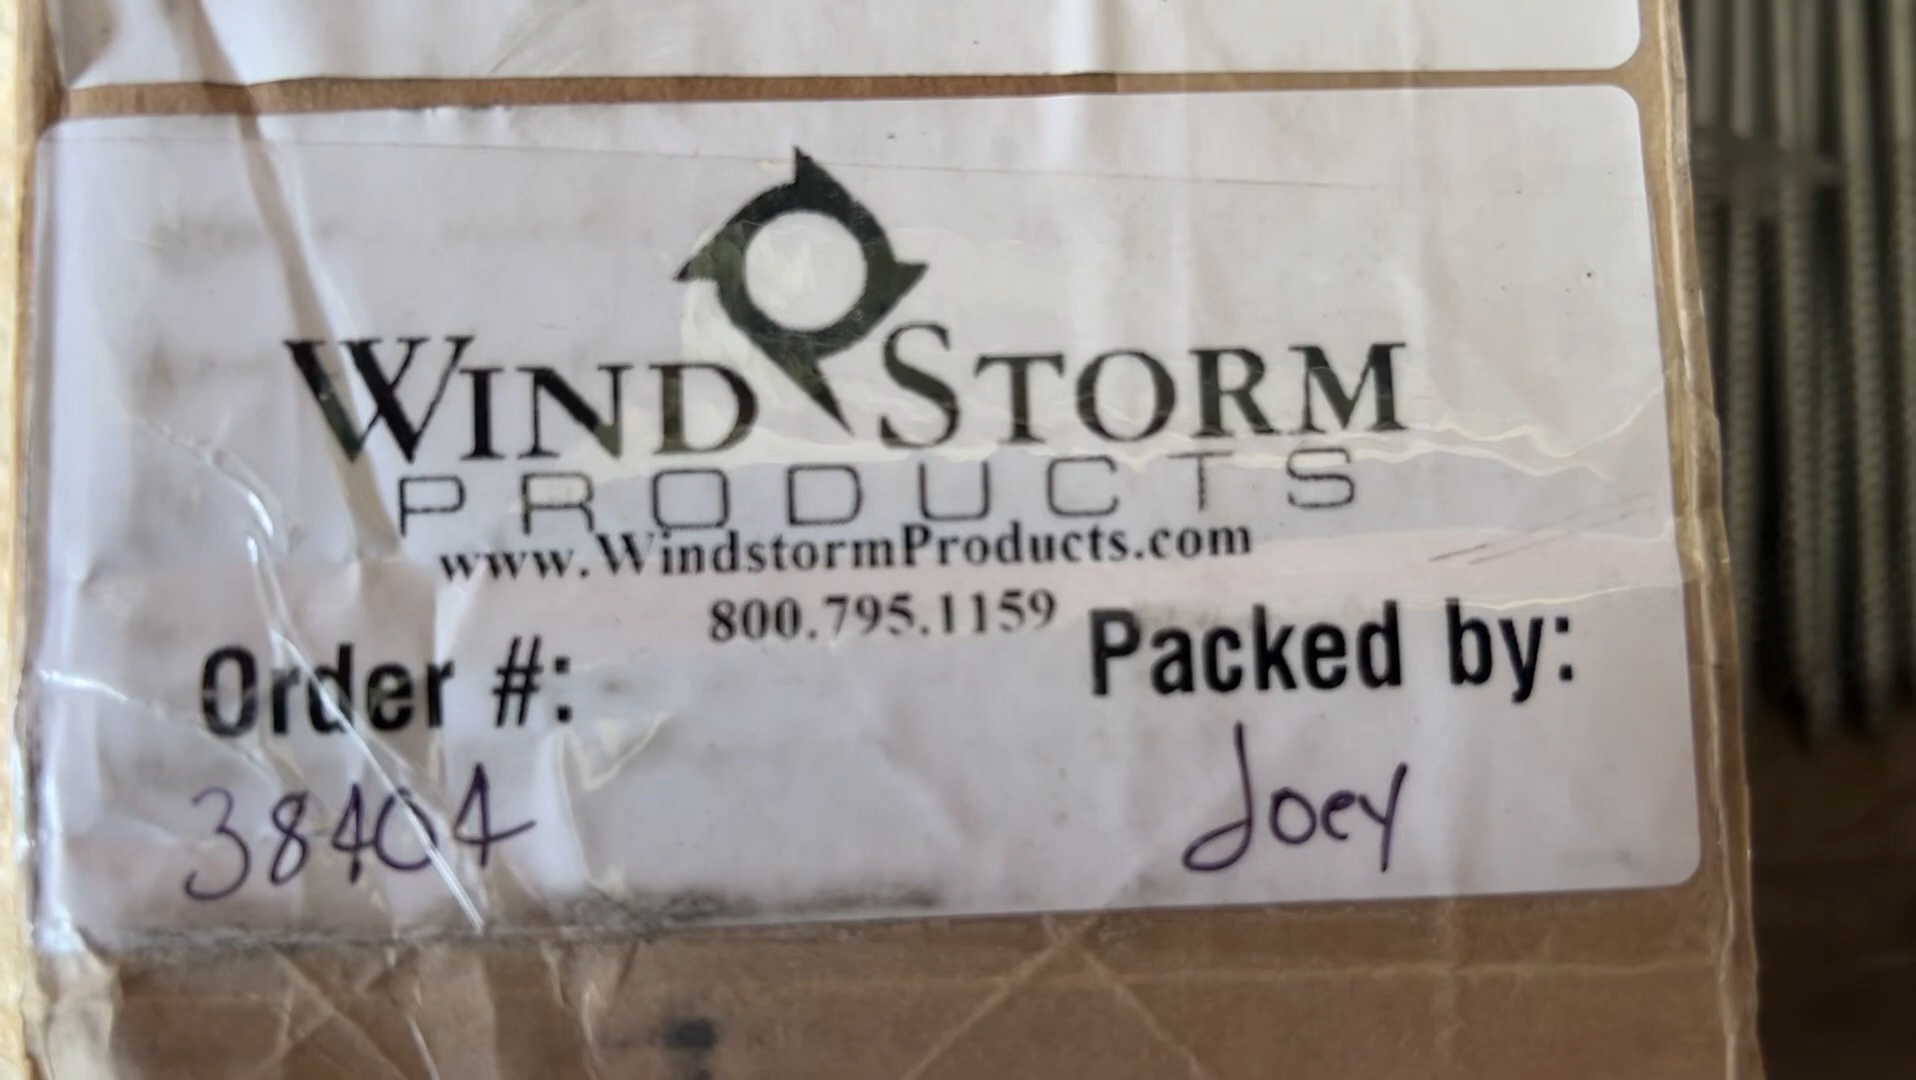 WIND STORM
PRODUCTS
www.WindstormProducts.com
800.795.1159
Order #: Packed by:
38404 Joey